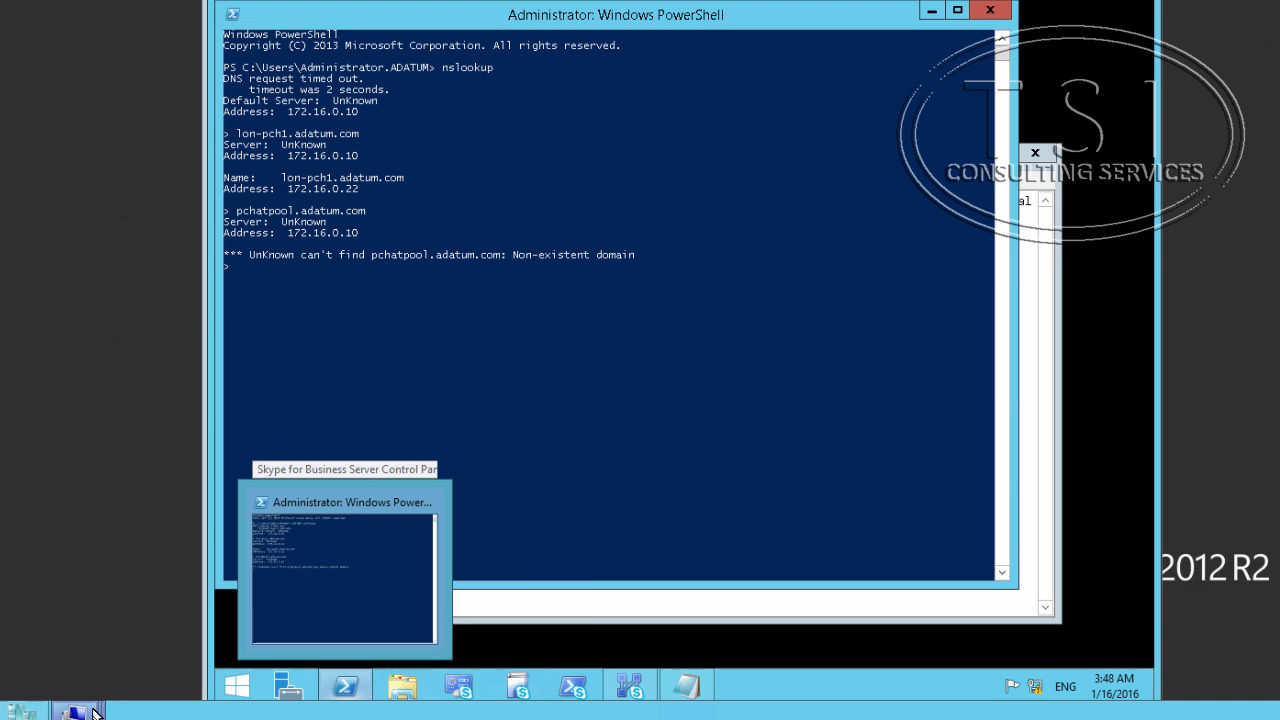 Administrator: Windows PowerShell
Windows PowerShell
Copyright (C) 2013 Microsoft Corporation. All rights reserved.
PS C:\Users\Administrator.ADATUM> nslookup
DNS request timed out.
timeout was 2 seconds.
Default Server: UnKnown
Address: 172.16.0.10
> lon-pch1.adatum.com
Server: UnKnown
Address: 172.16.0.10
Name: lon-pch1.adatum.com
Address: 172.16.0.22
> pchatpool.adatum.com
Server: UnKnown
Address: 172.16.0.10
*** UnKnown can't find pchatpool.adatum.com: Non-existent domain
>
TSI
CONSULTING SERVICES
al
Skype for Business Server Control Par
Administrator: Windows Power...
2012 R2
ENG
3:48 AM
1/16/2016